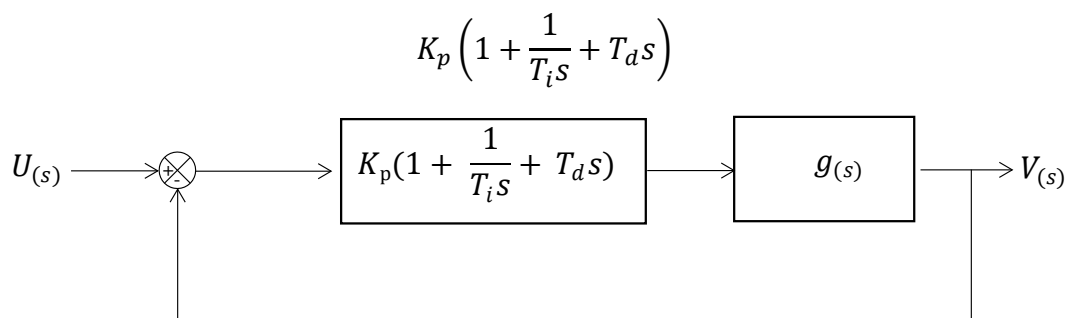 K_p (1 + 1/(T_i s) + T_d s)
U_(s) + - K_p(1 + 1/(T_i s) + T_d s) g_(s) V_(s)